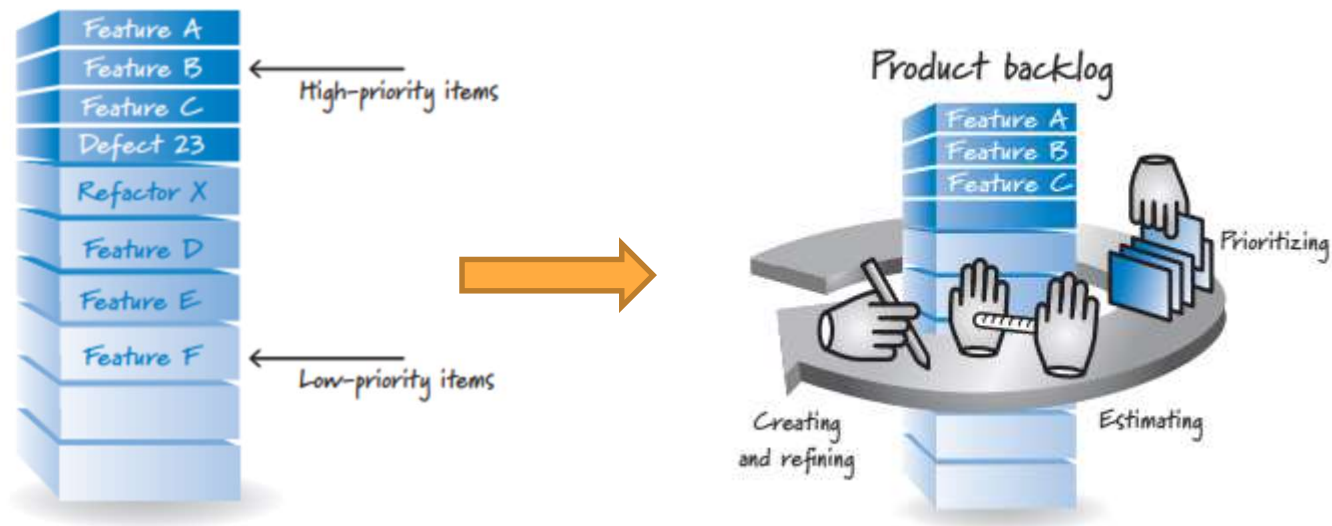 Feature A
Feature B
Feature C
Defect 23
Refactor X
Feature D
Feature E
Feature F
High-priority items
Low-priority items
Product backlog
Feature A
Feature B
Feature C
Prioritizing
Estimating
Creating
and refining